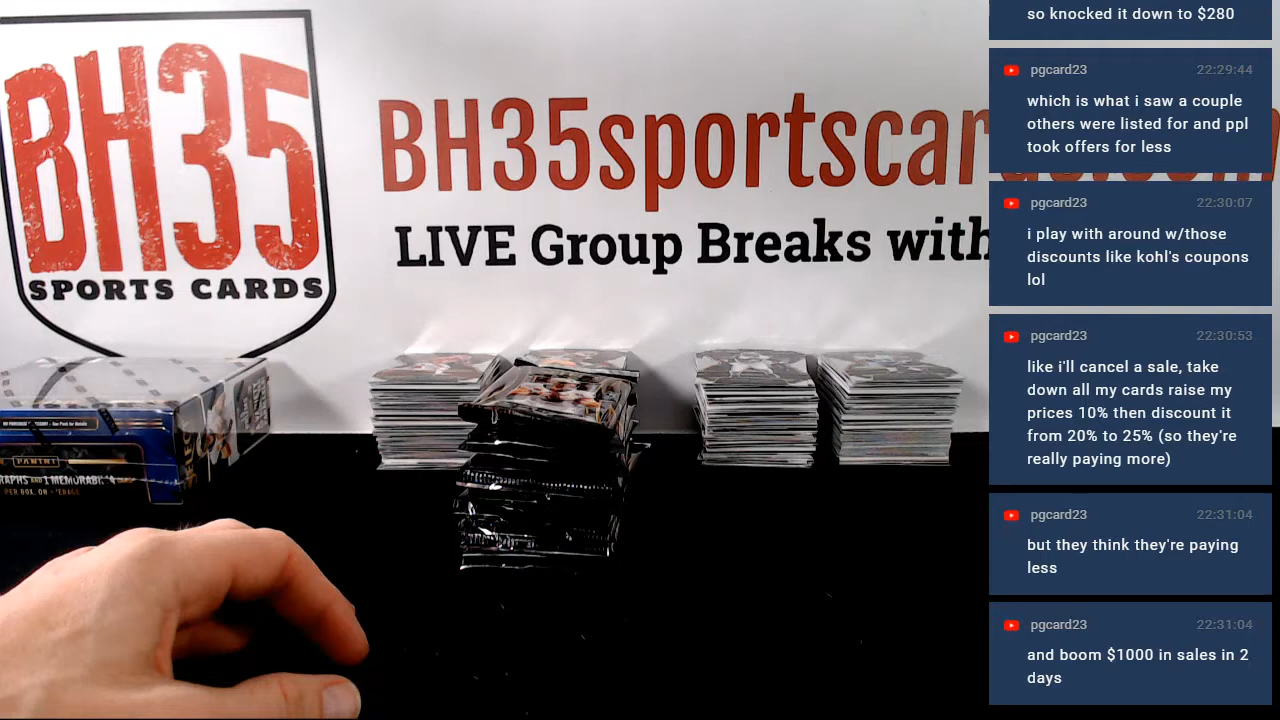 BH35
SPORTS CARDS
BH35sportscar
LIVE Group Breaks with
PANINI
PER BOX, ON
so knocked it down to $280
pgcard23 22:29:44
which is what i saw a couple
others were listed for and ppl
took offers for less
pgcard23 22:30:07
i play with around w/those
discounts like kohl's coupons
lol
pgcard23 22:30:53
like i'll cancel a sale, take
down all my cards raise my
prices 10% then discount it
from 20% to 25% (so they're
really paying more)
pgcard23 22:31:04
but they think they're paying
less
pgcard23 22:31:04
and boom $1000 in sales in 2
days